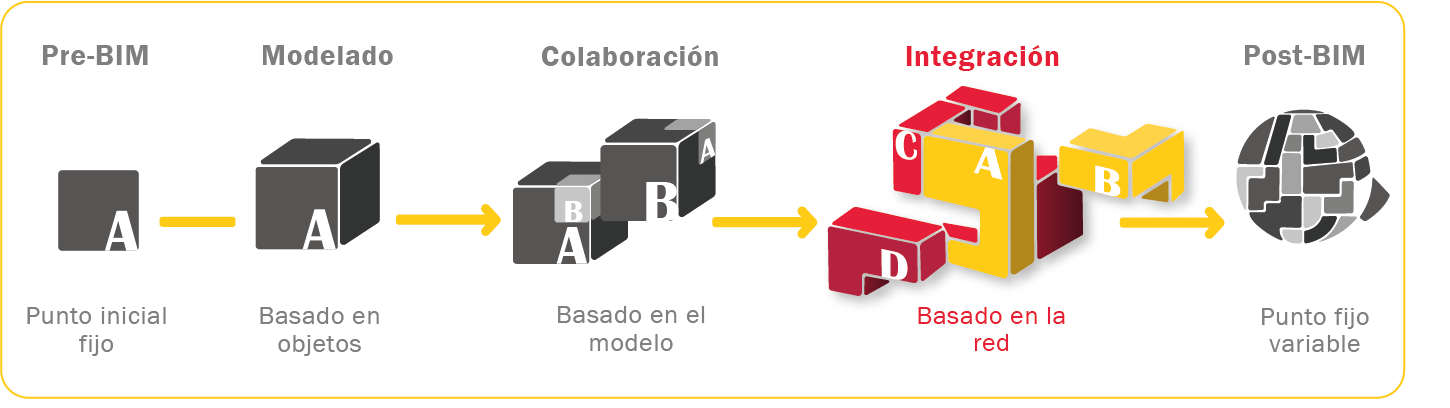 Pre-BIM
Modelado
Colaboración
Integración
Post-BIM
A
A
B
A
A
B
C
A
B
D
Punto inicial
fijo
Basado en
objetos
Basado en el
modelo
Basado en la
red
Punto fijo
variable